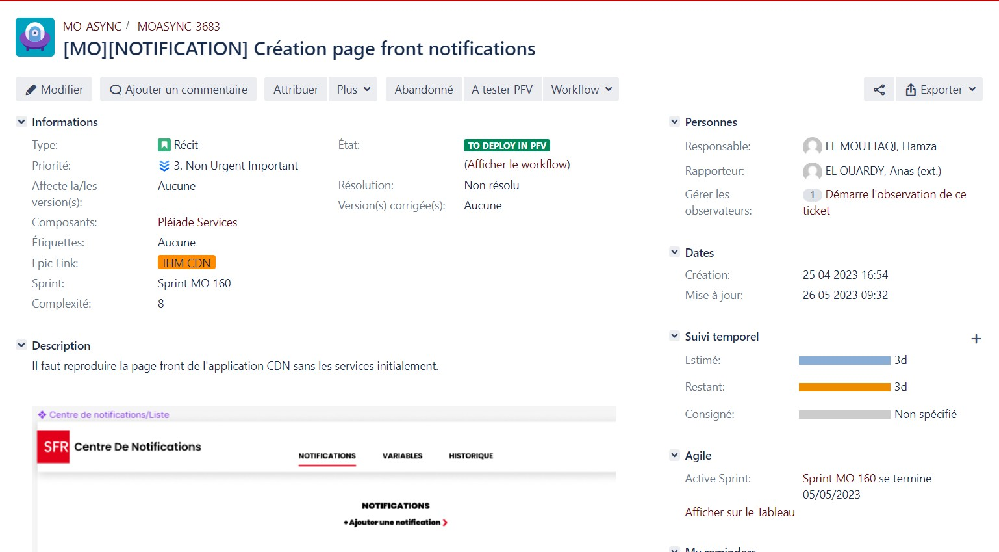 MO-ASYNC / MOASYNC-3683
[MO][NOTIFICATION] Création page front notifications
Modifier
Ajouter un commentaire
Attribuer
Plus
Abandonné
A tester PFV
Workflow
Exporter
Informations
Type: Récit
Priorité: 3. Non Urgent Important
Affecte la/les version(s): Aucune
Composants: Pléiade Services
Étiquettes: Aucune
Epic Link: IHM CDN
Sprint: Sprint MO 160
Complexité: 8
État: TO DEPLOY IN PFV
(Afficher le workflow)
Résolution: Non résolu
Version(s) corrigée(s): Aucune
Description
Il faut reproduire la page front de l'application CDN sans les services initialement.
Centre de notifications/Liste
SFR Centre De Notifications
NOTIFICATIONS VARIABLES HISTORIQUE
NOTIFICATIONS
+ Ajouter une notification
Personnes
Responsable: EL MOUTTAQI, Hamza
Rapporteur: EL OUARDY, Anas (ext.)
Gérer les observateurs: 1 Démarre l'observation de ce ticket
Dates
Création: 25 04 2023 16:54
Mise à jour: 26 05 2023 09:32
Suivi temporel
Estimé: 3d
Restant: 3d
Consigné: Non spécifié
Agile
Active Sprint: Sprint MO 160 se termine 05/05/2023
Afficher sur le Tableau
My reminders